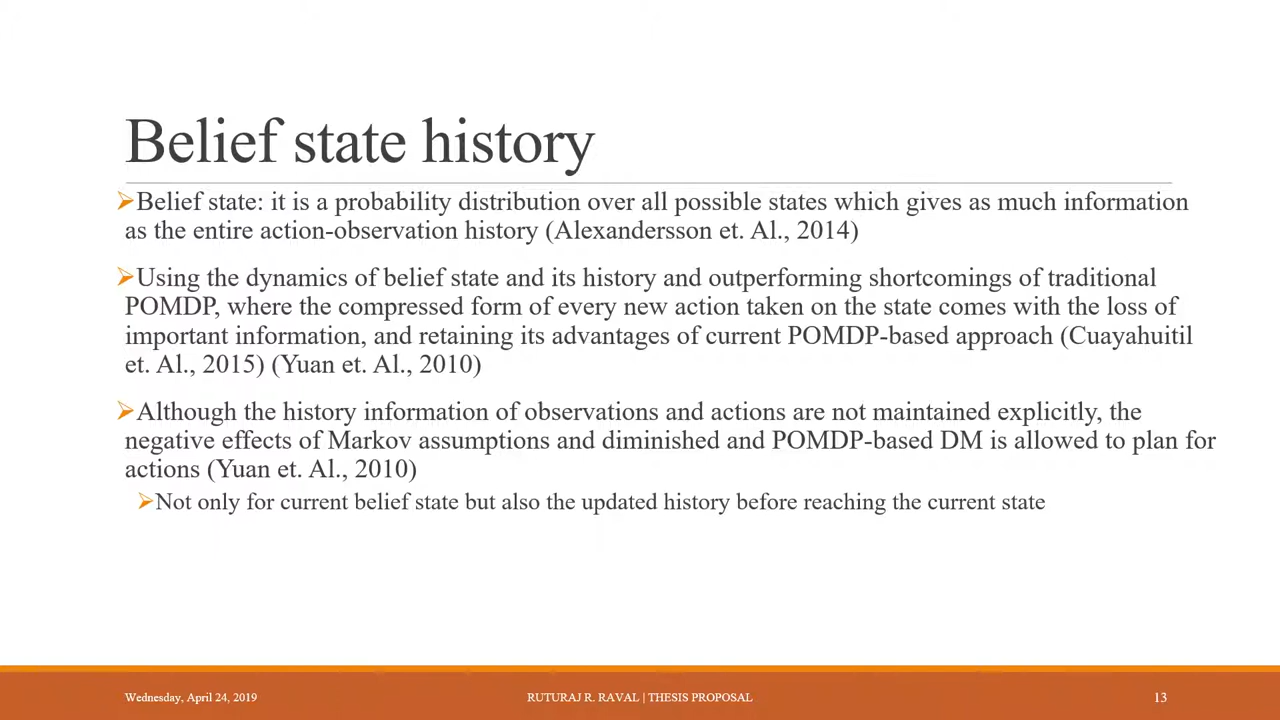 Belief state history
Belief state: it is a probability distribution over all possible states which gives as much information
as the entire action-observation history (Alexandersson et. Al., 2014)
Using the dynamics of belief state and its history and outperforming shortcomings of traditional
POMDP, where the compressed form of every new action taken on the state comes with the loss of
important information, and retaining its advantages of current POMDP-based approach (Cuayahuitil
et. Al., 2015) (Yuan et. Al., 2010)
Although the history information of observations and actions are not maintained explicitly, the
negative effects of Markov assumptions and diminished and POMDP-based DM is allowed to plan for
actions (Yuan et. Al., 2010)
Not only for current belief state but also the updated history before reaching the current state
Wednesday, April 24, 2019
RUTURAJ R. RAVAL | THESIS PROPOSAL
13